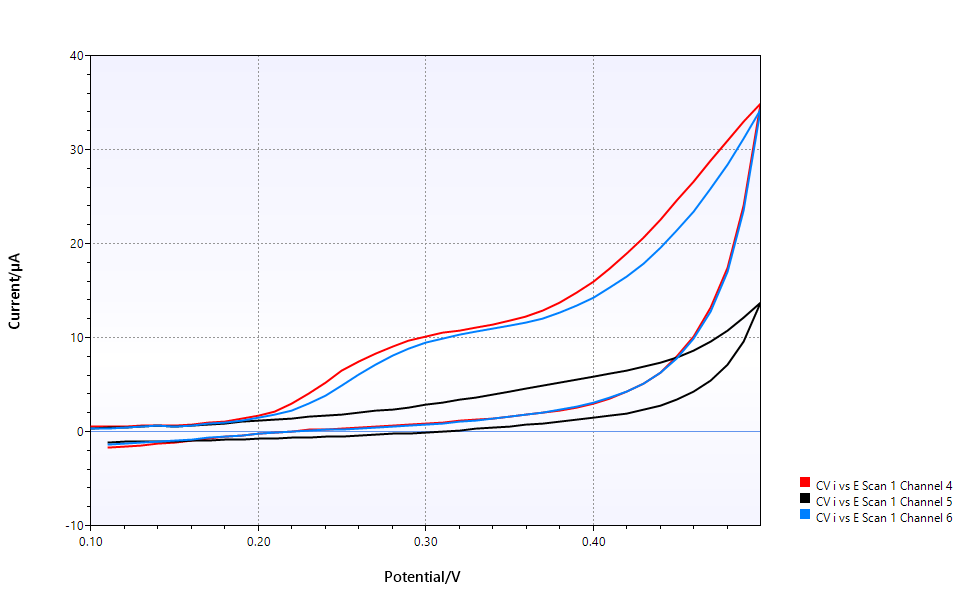 40
30
20
10
0
-10
0.10
0.20
0.30
0.40
Current/µA
Potential/V
CV i vs E Scan 1 Channel 4
CV i vs E Scan 1 Channel 5
CV i vs E Scan 1 Channel 6